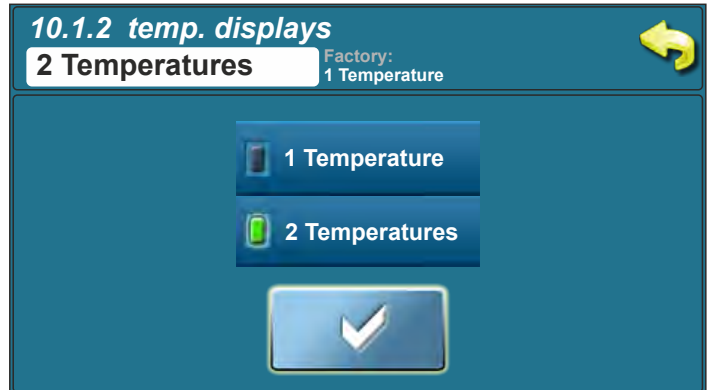 10.1.2 temp. displays
2 Temperatures
Factory:
1 Temperature
1 Temperature
2 Temperatures